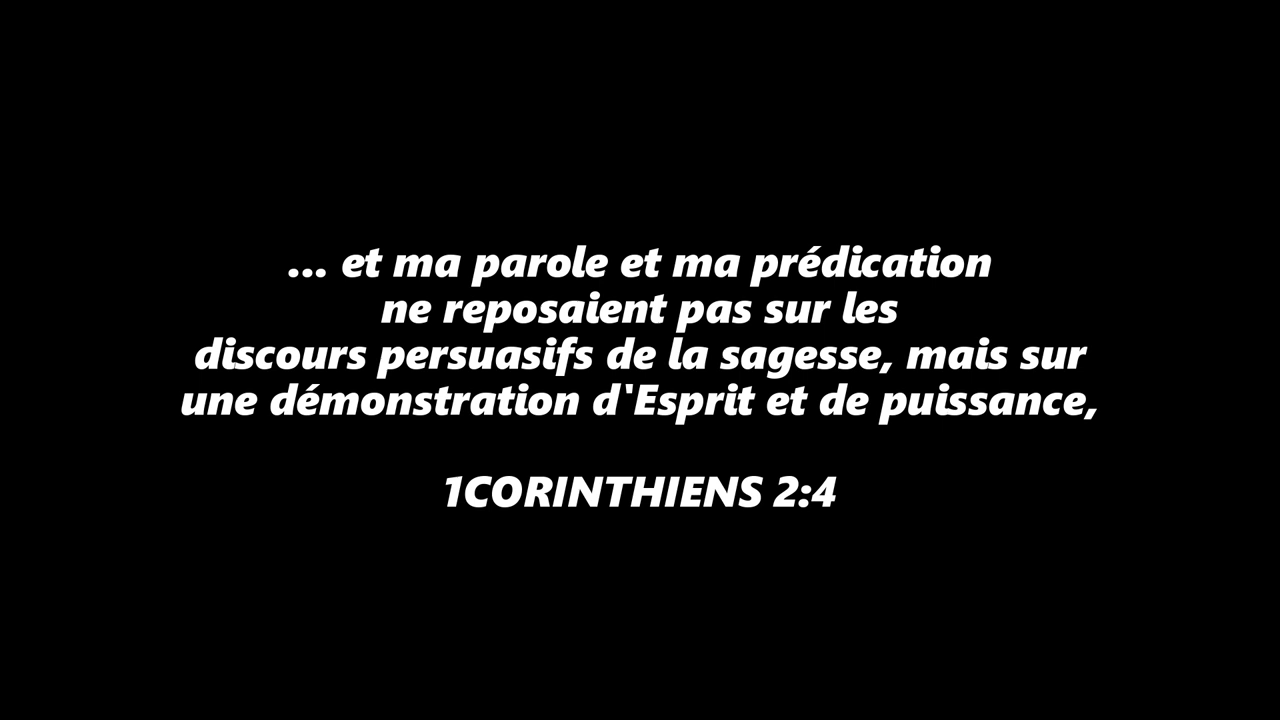 ... et ma parole et ma prédication
ne reposaient pas sur les
discours persuasifs de la sagesse, mais sur
une démonstration d'Esprit et de puissance,
1CORINTHIENS 2:4